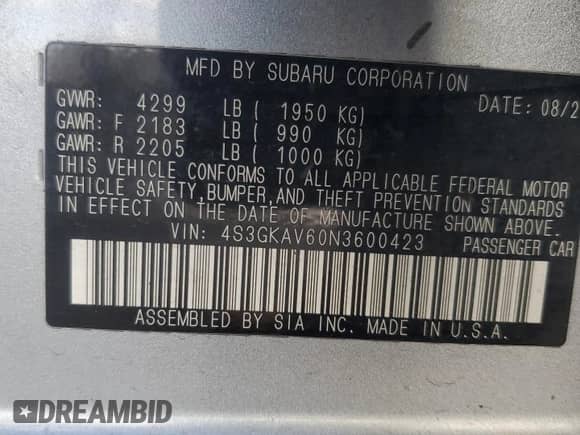 MFD BY SUBARU CORPORATION
DATE: 08/2
GVWR: 4299 LB ( 1950 KG)
GAWR: F 2183 LB ( 990 KG)
GAWR: R 2205 LB ( 1000 KG)
THIS VEHICLE CONFORMS TO ALL APPLICABLE FEDERAL MOTOR
VEHICLE SAFETY,BUMPER,AND THEFT PREVENTION STANDARDS
IN EFFECT ON THE DATE OF MANUFACTURE SHOWN ABOVE.
VIN: 4S3GKAV60N3600423 PASSENGER CAR
ASSEMBLED BY SIA INC. MADE IN U.S.A.
DREAMBID